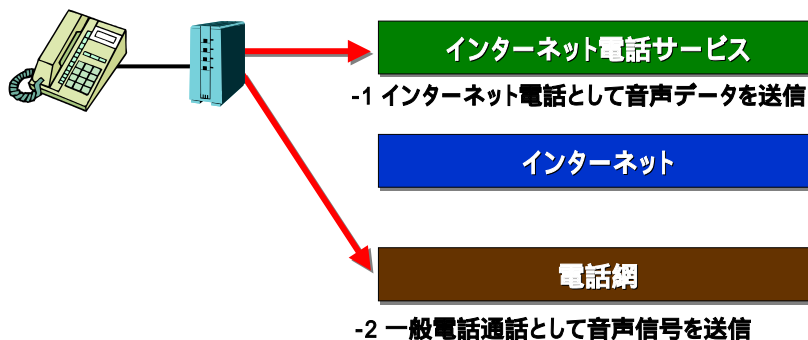 インターネット電話サービス
-1 インターネット電話として音声データを送信
インターネット
電話網
-2 一般電話通話として音声信号を送信